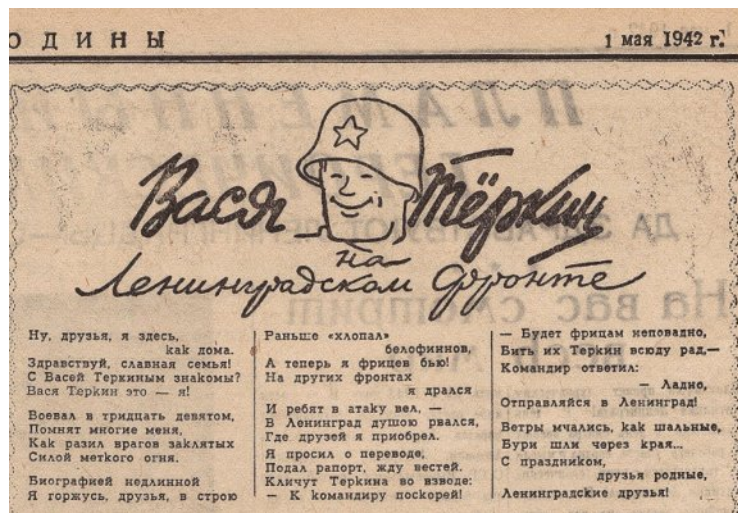 ОДИНЫ
1 мая 1942 г.
Вася Тёркин
на
Ленинградском фронте
Ну, друзья, я здесь,
как дома.
Здравствуй, славная семья!
С Васей Теркиным знакомы?
Вася Теркин это — я!
Воевал в тридцать девятом,
Помнят многие меня,
Как разил врагов заклятых
Силой меткого огня.
Биографией недлинной
Я горжусь, друзья, в строю
Раньше «хлопал»
белофиннов,
А теперь я фрицев бью!
На других фронтах
я дрался
И ребят в атаку вел, —
В Ленинград душою рвался,
Где друзей я приобрел.
Я просил о переводе,
Подал рапорт, жду вестей.
Кличут Теркина во взводе:
— К командиру поскорей!
— Будет фрицам неповадно,
Бить их Теркин всюду рад,—
Командир ответил:
— Ладно,
Отправляйся в Ленинград!
Ветры мчались, как шальные,
Бури шли через края...
С праздником,
друзья родные,
Ленинградские друзья!